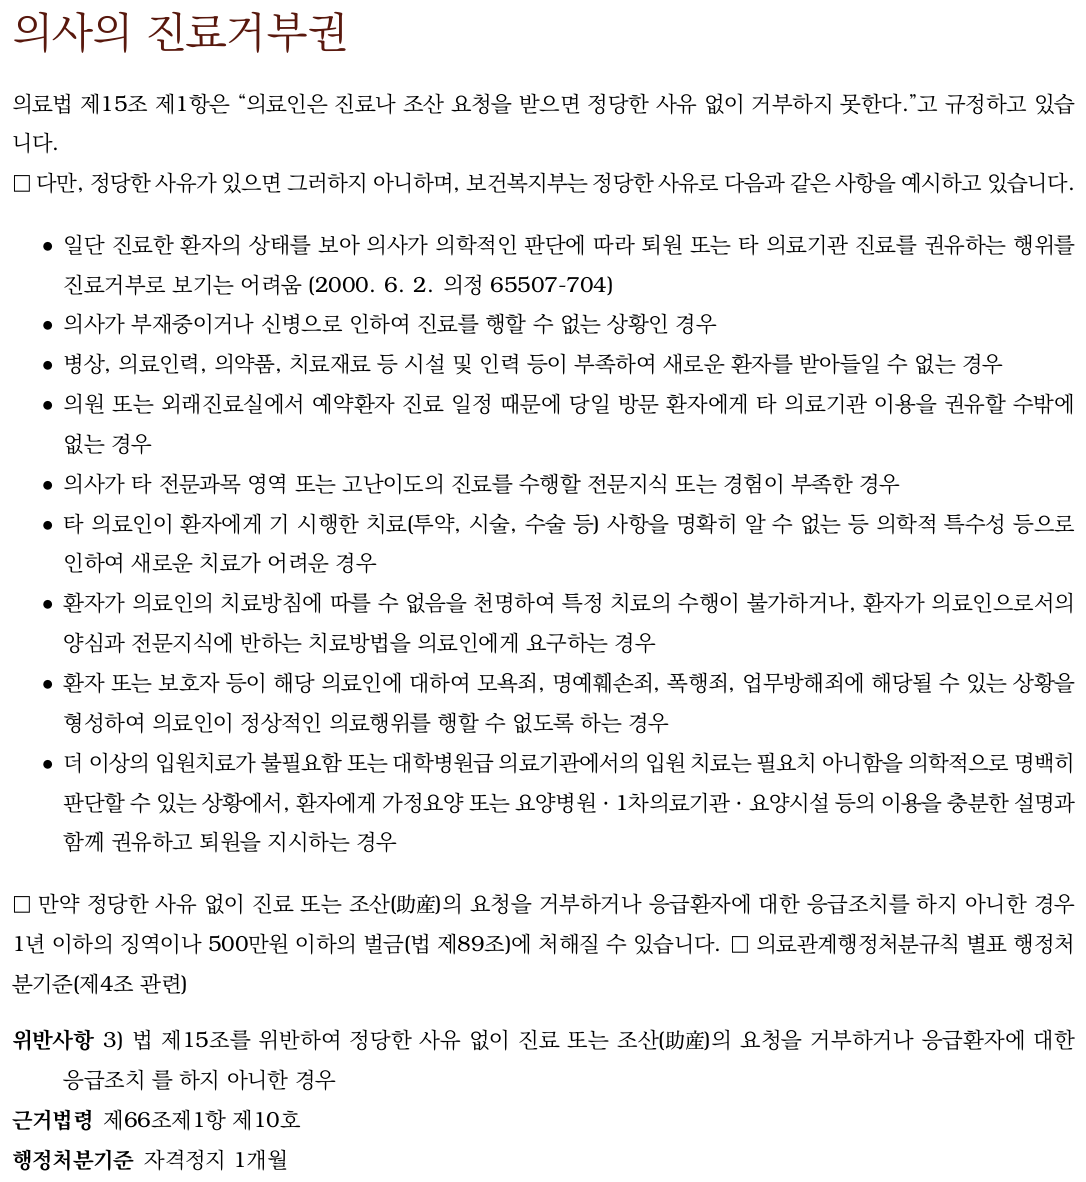 의사의 진료거부권
의료법 제15조 제1항은 “의료인은 진료나 조산 요청을 받으면 정당한 사유 없이 거부하지 못한다.”고 규정하고 있습
니다.
□ 다만, 정당한 사유가 있으면 그러하지 아니하며, 보건복지부는 정당한 사유로 다음과 같은 사항을 예시하고 있습니다.
• 일단 진료한 환자의 상태를 보아 의사가 의학적인 판단에 따라 퇴원 또는 타 의료기관 진료를 권유하는 행위를
진료거부로 보기는 어려움 (2000. 6. 2. 의정 65507-704)
• 의사가 부재중이거나 신병으로 인하여 진료를 행할 수 없는 상황인 경우
• 병상, 의료인력, 의약품, 치료재료 등 시설 및 인력 등이 부족하여 새로운 환자를 받아들일 수 없는 경우
• 의원 또는 외래진료실에서 예약환자 진료 일정 때문에 당일 방문 환자에게 타 의료기관 이용을 권유할 수밖에
없는 경우
• 의사가 타 전문과목 영역 또는 고난이도의 진료를 수행할 전문지식 또는 경험이 부족한 경우
• 타 의료인이 환자에게 기 시행한 치료(투약, 시술, 수술 등) 사항을 명확히 알 수 없는 등 의학적 특수성 등으로
인하여 새로운 치료가 어려운 경우
• 환자가 의료인의 치료방침에 따를 수 없음을 천명하여 특정 치료의 수행이 불가하거나, 환자가 의료인으로서의
양심과 전문지식에 반하는 치료방법을 의료인에게 요구하는 경우
• 환자 또는 보호자 등이 해당 의료인에 대하여 모욕죄, 명예훼손죄, 폭행죄, 업무방해죄에 해당될 수 있는 상황을
형성하여 의료인이 정상적인 의료행위를 행할 수 없도록 하는 경우
• 더 이상의 입원치료가 불필요함 또는 대학병원급 의료기관에서의 입원 치료는 필요치 아니함을 의학적으로 명백히
판단할 수 있는 상황에서, 환자에게 가정요양 또는 요양병원 · 1차의료기관 · 요양시설 등의 이용을 충분한 설명과
함께 권유하고 퇴원을 지시하는 경우
□ 만약 정당한 사유 없이 진료 또는 조산(助産)의 요청을 거부하거나 응급환자에 대한 응급조치를 하지 아니한 경우
1년 이하의 징역이나 500만원 이하의 벌금(법 제89조)에 처해질 수 있습니다. □ 의료관계행정처분규칙 별표 행정처
분기준(제4조 관련)
위반사항 3) 법 제15조를 위반하여 정당한 사유 없이 진료 또는 조산(助産)의 요청을 거부하거나 응급환자에 대한
응급조치 를 하지 아니한 경우
근거법령 제66조제1항 제10호
행정처분기준 자격정지 1개월